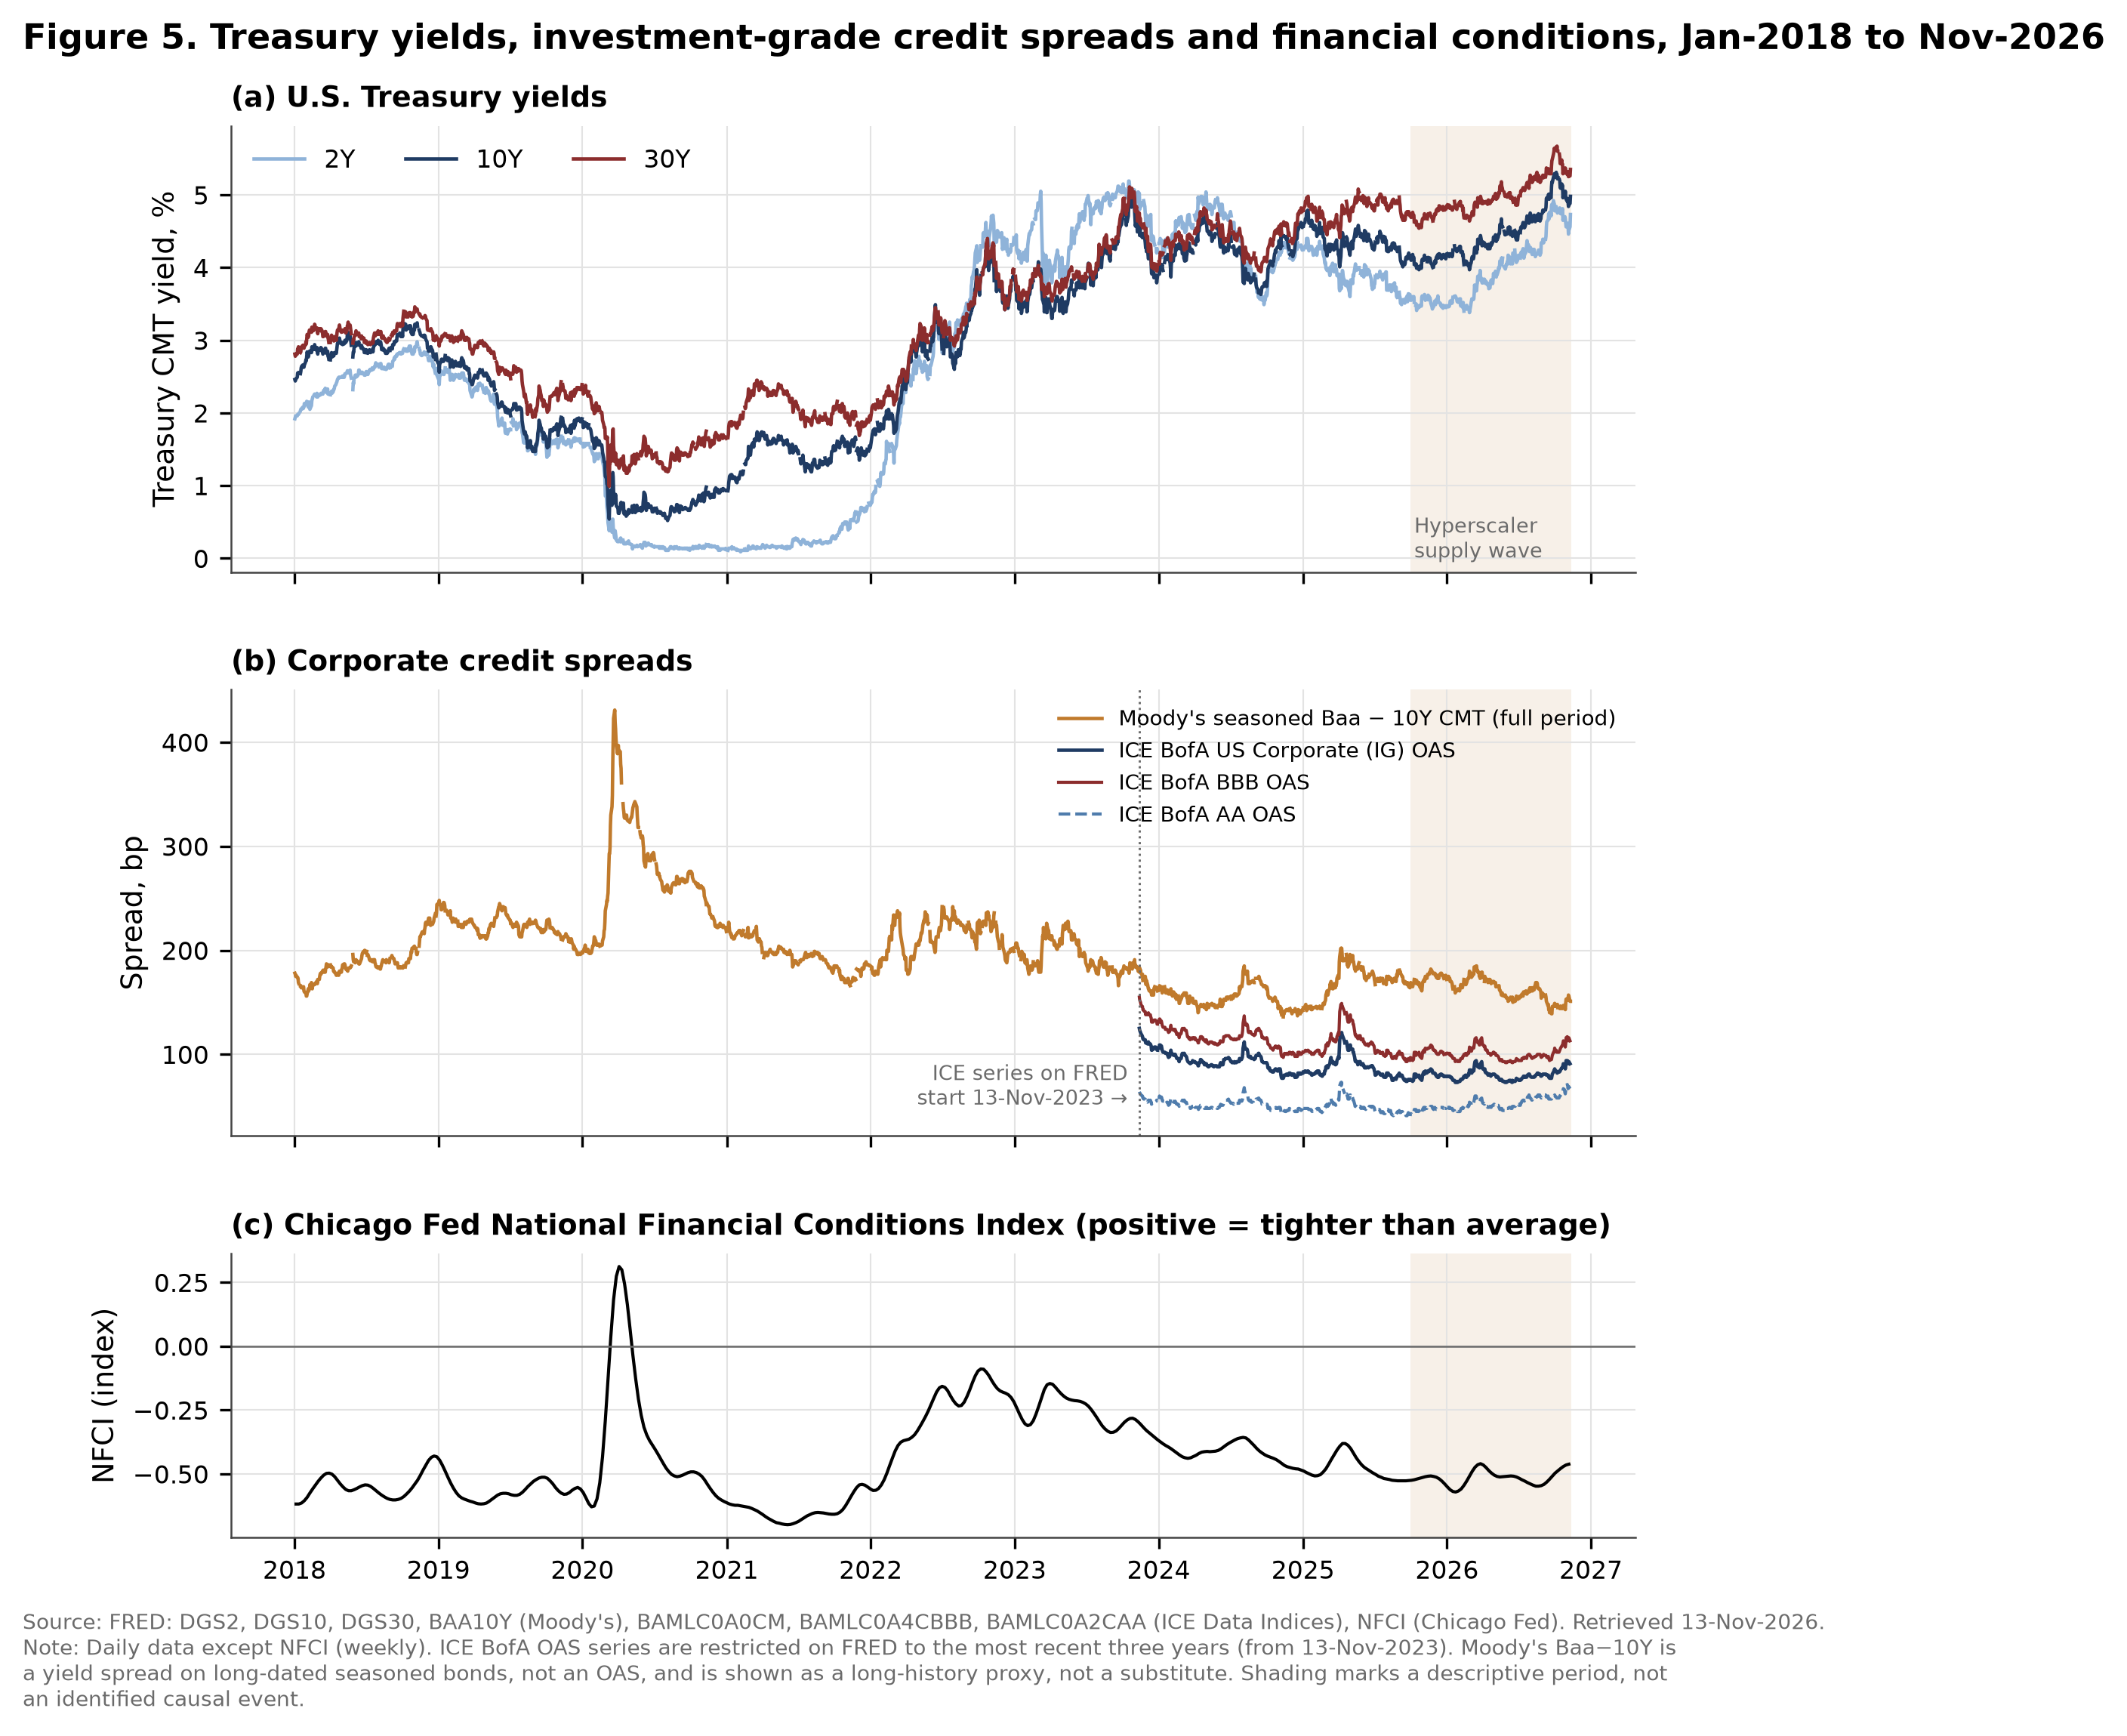 Figure 5. Treasury yields, investment-grade credit spreads and financial conditions, Jan-2018 to Nov-2026
(a) U.S. Treasury yields
2Y 10Y 30Y
Treasury CMT yield, %
5
4
3
2
1
0
Hyperscaler
supply wave
(b) Corporate credit spreads
Moody's seasoned Baa − 10Y CMT (full period)
ICE BofA US Corporate (IG) OAS
ICE BofA BBB OAS
ICE BofA AA OAS
Spread, bp
400
300
200
100
ICE series on FRED
start 13-Nov-2023 →
(c) Chicago Fed National Financial Conditions Index (positive = tighter than average)
NFCI (index)
0.25
0.00
−0.25
−0.50
2018 2019 2020 2021 2022 2023 2024 2025 2026 2027
Source: FRED: DGS2, DGS10, DGS30, BAA10Y (Moody's), BAMLC0A0CM, BAMLC0A4CBBB, BAMLC0A2CAA (ICE Data Indices), NFCI (Chicago Fed). Retrieved 13-Nov-2026.
Note: Daily data except NFCI (weekly). ICE BofA OAS series are restricted on FRED to the most recent three years (from 13-Nov-2023). Moody's Baa−10Y is
a yield spread on long-dated seasoned bonds, not an OAS, and is shown as a long-history proxy, not a substitute. Shading marks a descriptive period, not
an identified causal event.